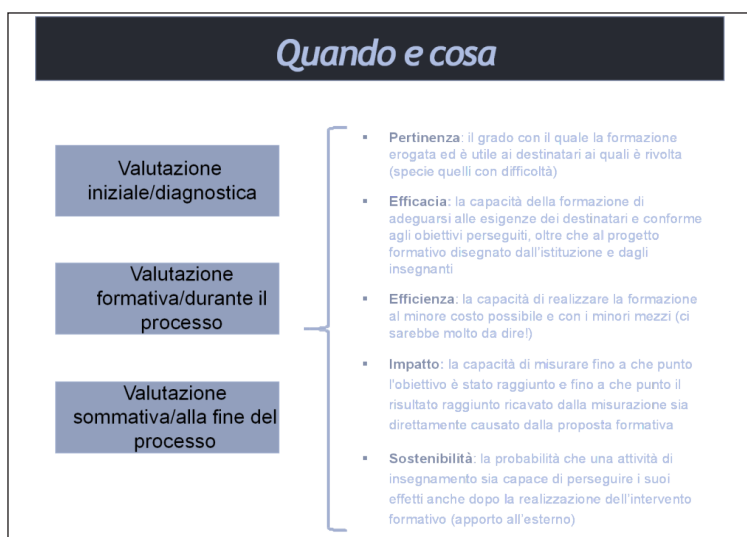 Quando e cosa
Valutazione
iniziale/diagnostica
Valutazione
formativa/durante il
processo
Valutazione
sommativa/alla fine del
processo
▪ Pertinenza: il grado con il quale la formazione
erogata ed è utile ai destinatari ai quali è rivolta
(specie quelli con difficoltà)
▪ Efficacia: la capacità della formazione di
adeguarsi alle esigenze dei destinatari e conforme
agli obiettivi perseguiti, oltre che al progetto
formativo disegnato dall'istituzione e dagli
insegnanti
▪ Efficienza: la capacità di realizzare la formazione
al minore costo possibile e con i minori mezzi (ci
sarebbe molto da dire!)
▪ Impatto: la capacità di misurare fino a che punto
l'obiettivo è stato raggiunto e fino a che punto il
risultato raggiunto ricavato dalla misurazione sia
direttamente causato dalla proposta formativa
▪ Sostenibilità: la probabilità che una attività di
insegnamento sia capace di perseguire i suoi
effetti anche dopo la realizzazione dell'intervento
formativo (apporto all'esterno)